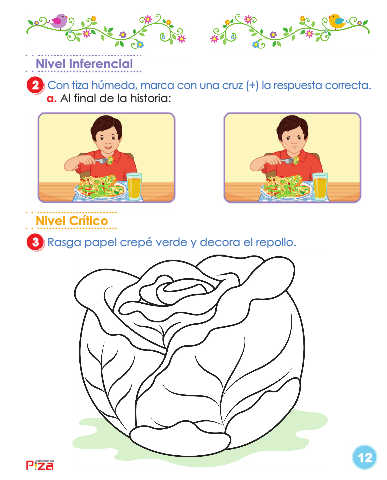 Nivel Inferencial
2 Con tiza húmeda, marca con una cruz (+) la respuesta correcta.
a. Al final de la historia:
Nivel Crítico
3 Rasga papel crepé verde y decora el repollo.
12
PIZA